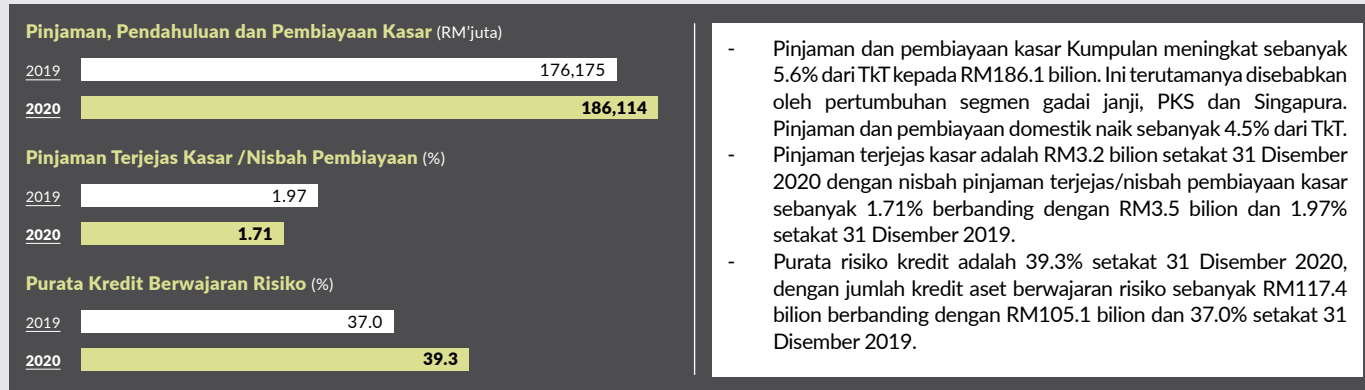 Pinjaman, Pendahuluan dan Pembiayaan Kasar (RM'juta)
2019 176,175
2020 186,114
Pinjaman Terjejas Kasar /Nisbah Pembiayaan (%)
2019 1.97
2020 1.71
Purata Kredit Berwajaran Risiko (%)
2019 37.0
2020 39.3
- Pinjaman dan pembiayaan kasar Kumpulan meningkat sebanyak
5.6% dari TkT kepada RM186.1 bilion. Ini terutamanya disebabkan
oleh pertumbuhan segmen gadai janji, PKS dan Singapura.
Pinjaman dan pembiayaan domestik naik sebanyak 4.5% dari TkT.
- Pinjaman terjejas kasar adalah RM3.2 bilion setakat 31 Disember
2020 dengan nisbah pinjaman terjejas/nisbah pembiayaan kasar
sebanyak 1.71% berbanding dengan RM3.5 bilion dan 1.97%
setakat 31 Disember 2019.
- Purata risiko kredit adalah 39.3% setakat 31 Disember 2020,
dengan jumlah kredit aset berwajaran risiko sebanyak RM117.4
bilion berbanding dengan RM105.1 bilion dan 37.0% setakat 31
Disember 2019.